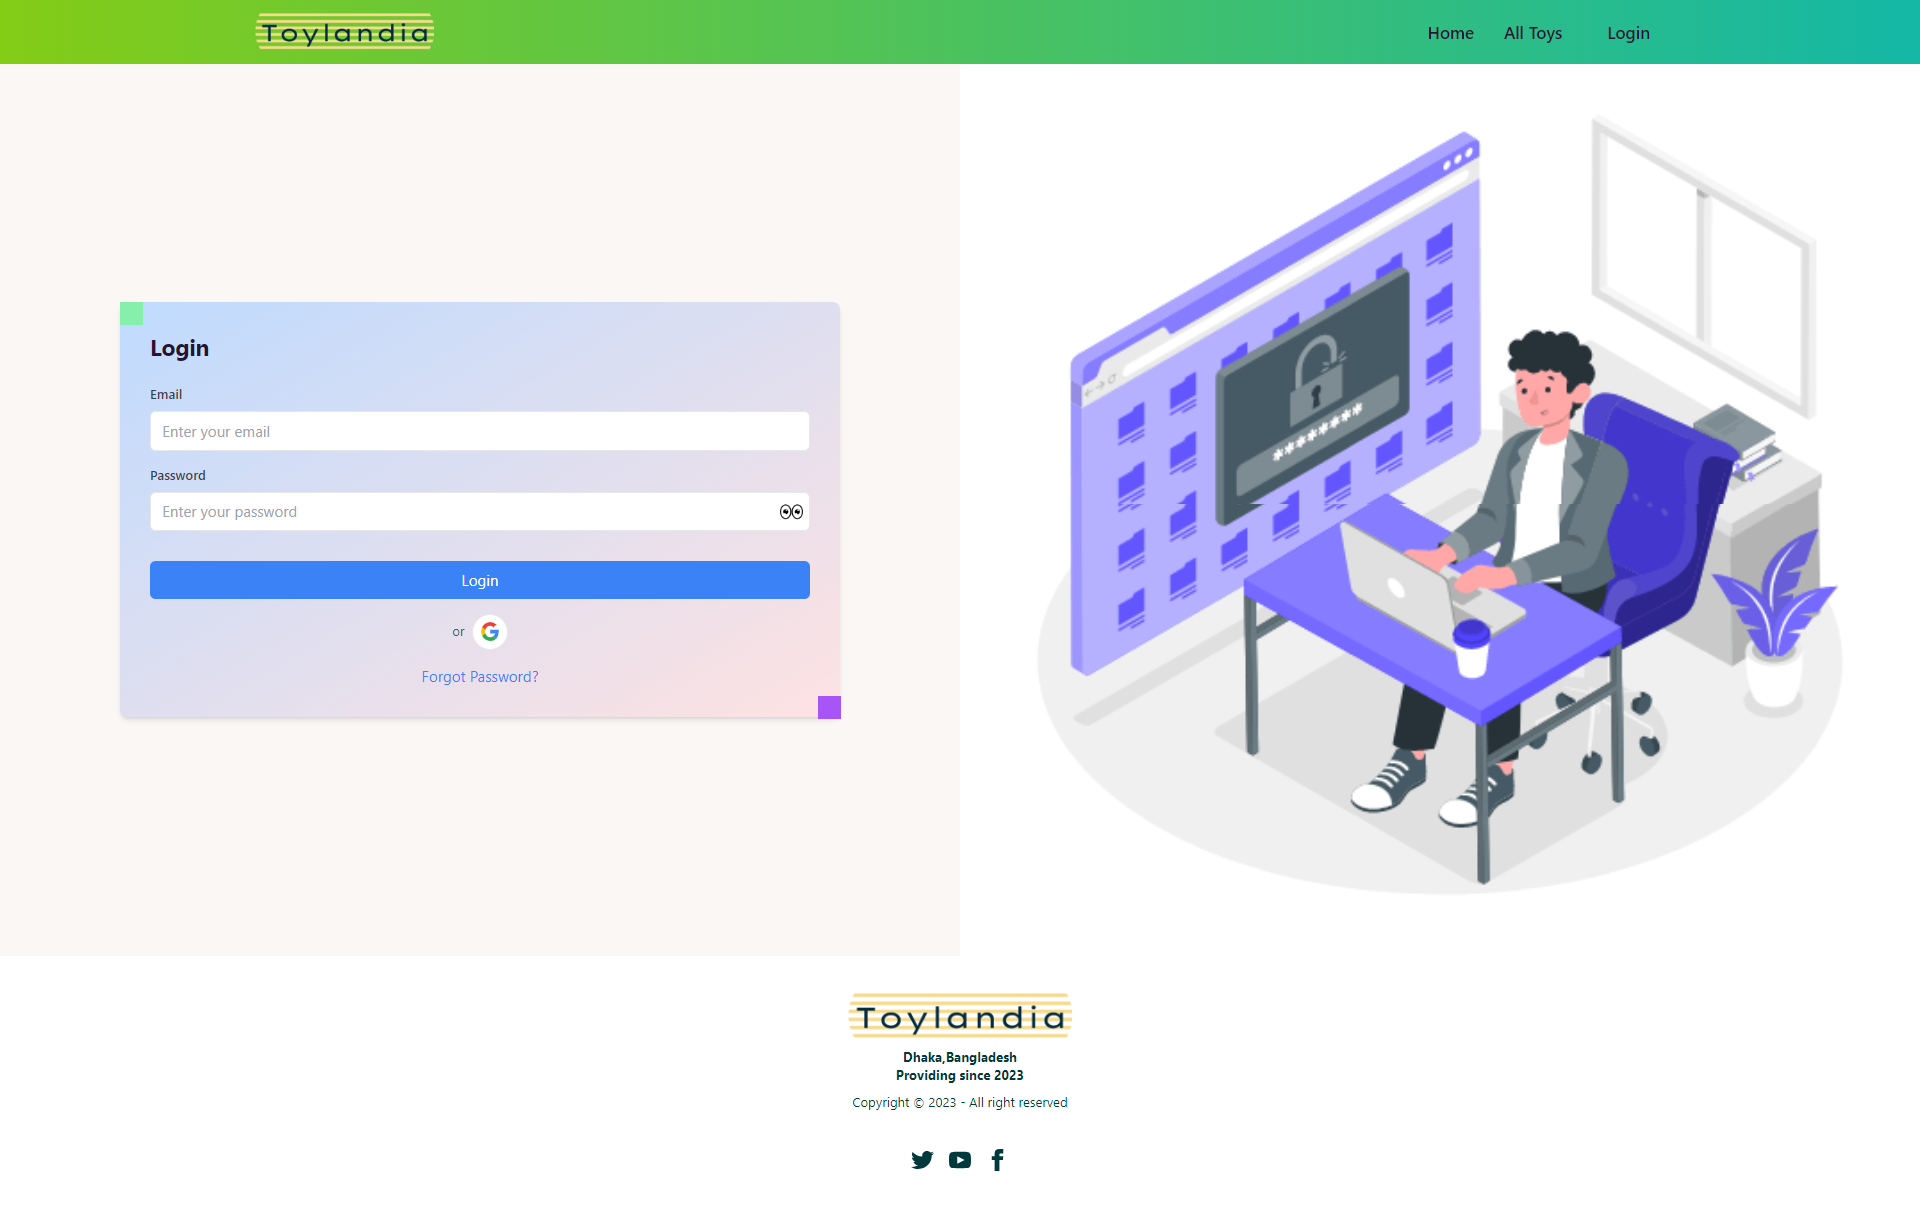 Toylandia
Home
All Toys
Login
Login
Email
Enter your email
Password
Enter your password
Login
or
Forgot Password?
********
Toylandia
Dhaka,Bangladesh
Providing since 2023
Copyright © 2023 - All right reserved